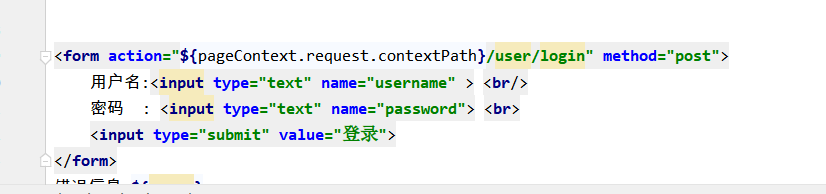 <form action="${pageContext.request.contextPath}/user/login" method="post">
用户名:<input type="text" name="username" > <br/>
密码  : <input type="text" name="password"> <br>
<input type="submit" value="登录">
</form>